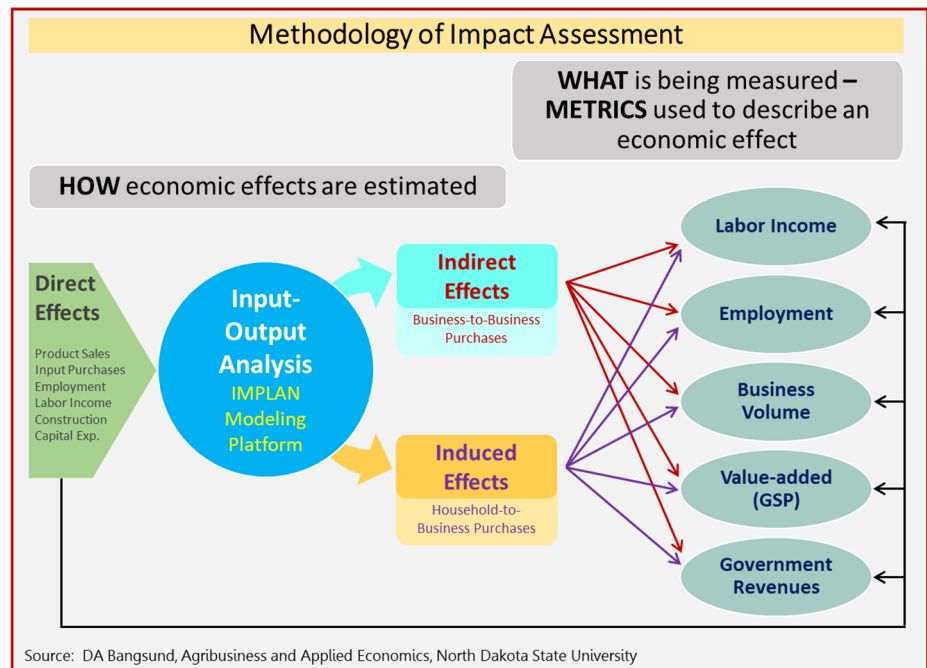 Methodology of Impact Assessment
WHAT is being measured –
METRICS used to describe an
economic effect
HOW economic effects are estimated
Direct
Effects
Product Sales
Input Purchases
Employment
Labor Income
Construction
Capital Exp.
Input-
Output
Analysis
IMPLAN
Modeling
Platform
Indirect
Effects
Business-to-Business
Purchases
Induced
Effects
Household-to-
Business Purchases
Labor Income
Employment
Business
Volume
Value-added
(GSP)
Government
Revenues
Source: DA Bangsund, Agribusiness and Applied Economics, North Dakota State University